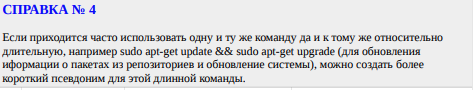 СПРАВКА № 4
Если приходится часто использовать одну и ту же команду да и к тому же относительно
длительную, например sudo apt-get update && sudo apt-get upgrade (для обновления
иформации о пакетах из репозиториев и обновление системы), можно создать более
короткий псевдоним для этой длинной команды.